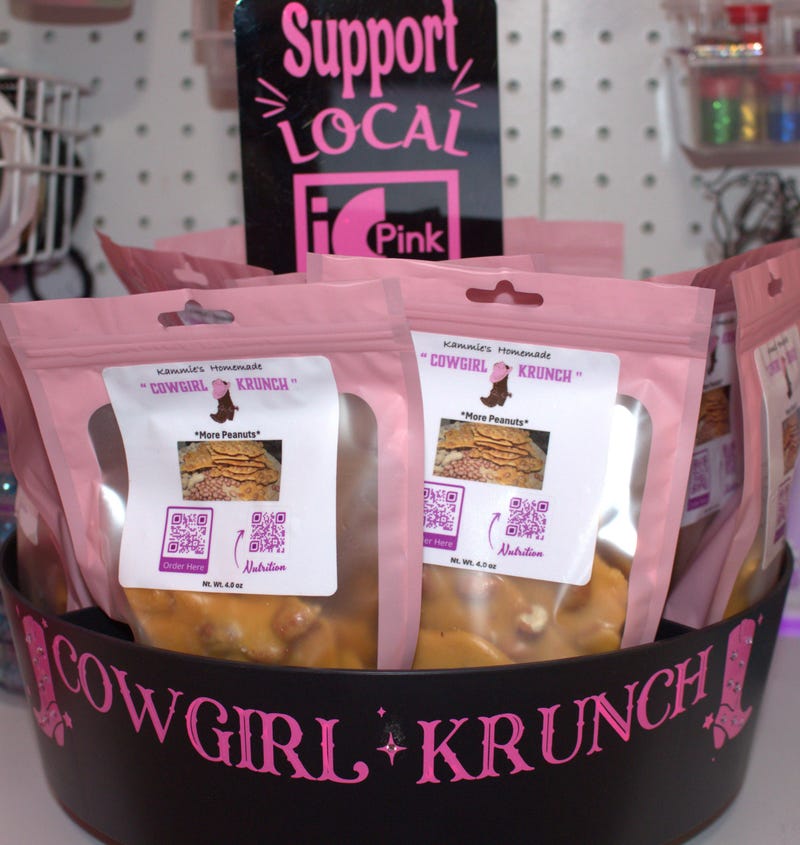 Support
LOCAL
ic Pink
Kammie's Homemade
"COWGIRL KRUNCH"
*More Peanuts*
Order Here
Nutrition
Nt. Wt. 4.0 oz
Kammie's Homemade
"COWGIRL KRUNCH"
*More Peanuts*
er Here
Nutrition
Nt. Wt. 4.0 oz
COWGIRL KRUNCH